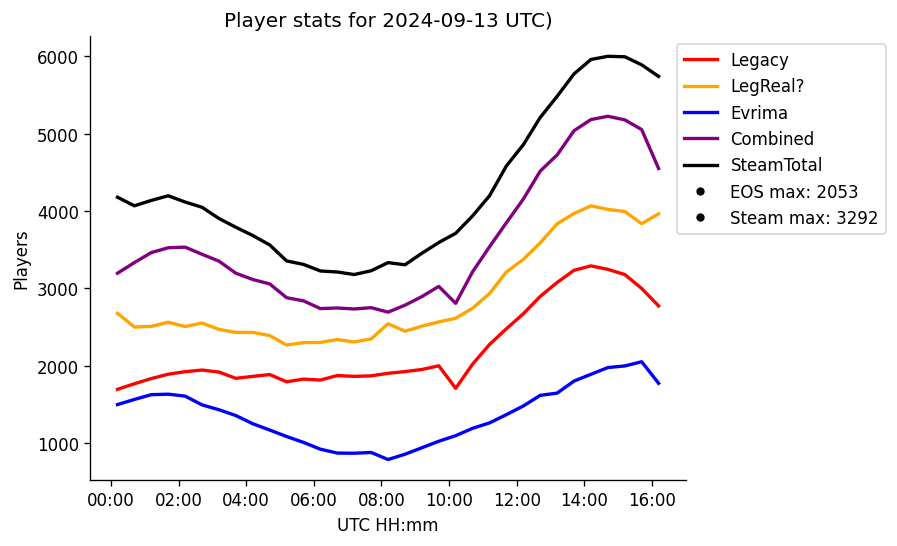 Player stats for 2024-09-13 UTC)
6000
5000
4000
3000
2000
1000
Players
00:00 02:00 04:00 06:00 08:00 10:00 12:00 14:00 16:00
UTC HH:mm
Legacy
LegReal?
Evrima
Combined
SteamTotal
EOS max: 2053
Steam max: 3292